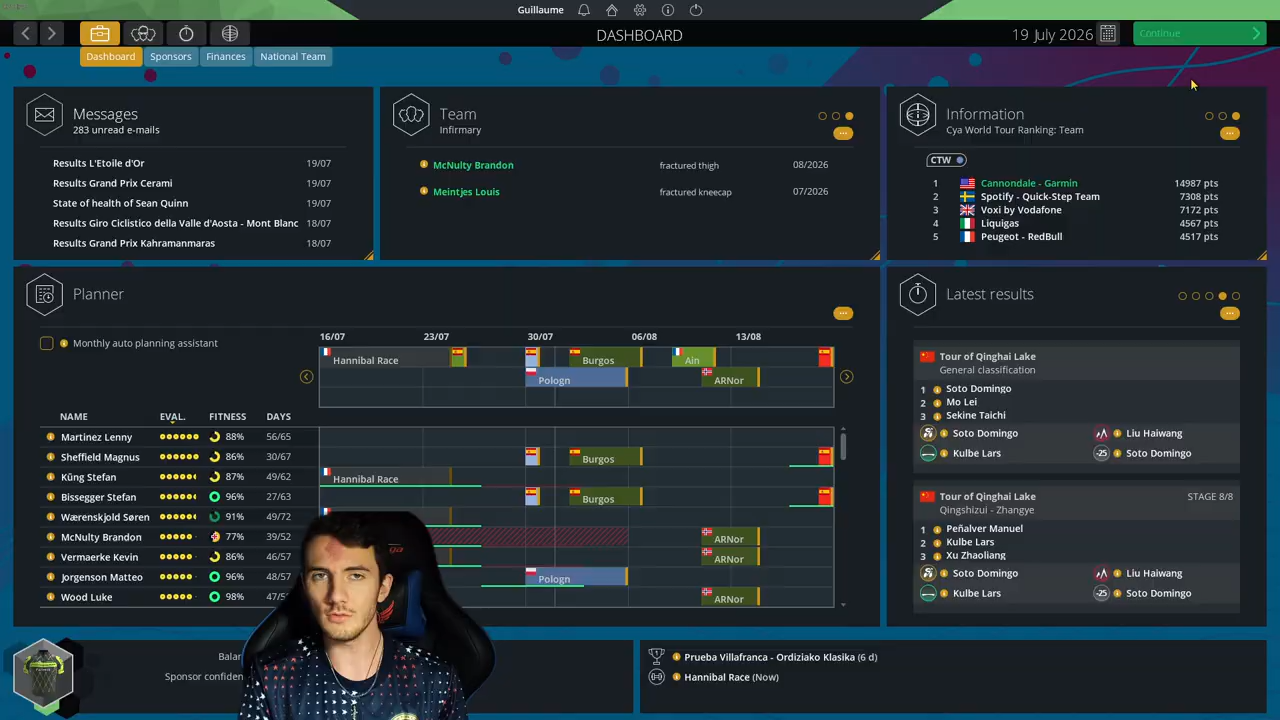 Guillaume
DASHBOARD
19 July 2026
Continue
Dashboard Sponsors Finances National Team
Messages
283 unread e-mails
Results L'Etoile d'Or 19/07
Results Grand Prix Cerami 19/07
State of health of Sean Quinn 19/07
Results Giro Ciclistico della Valle d'Aosta - Mont Blanc 18/07
Results Grand Prix Kahramanmaras 18/07
Team
Infirmary
McNulty Brandon fractured thigh 08/2026
Meintjes Louis fractured kneecap 07/2026
Information
Cya World Tour Ranking: Team
CTW
1 Cannondale - Garmin 14987 pts
2 Spotify - Quick-Step Team 7308 pts
3 Voxi by Vodafone 7172 pts
4 Liquigas 4567 pts
5 Peugeot - RedBull 4517 pts
Planner
Monthly auto planning assistant
16/07 23/07 30/07 06/08 13/08
Hannibal Race Burgos Ain
Pologn ARNor
NAME EVAL. FITNESS DAYS
Martinez Lenny 88% 56/65
Sheffield Magnus 86% 30/67 Burgos
Küng Stefan 87% 49/62 Hannibal Race
Bissegger Stefan 96% 27/63 Burgos
Wærenskjold Søren 91% 49/72
McNulty Brandon 77% 39/52 ARNor
Vermaerke Kevin 86% 46/57 ARNor
Jorgenson Matteo 96% 48/57 Pologn
Wood Luke 98% ARNor
Latest results
Tour of Qinghai Lake
General classification
1 Soto Domingo
2 Mo Lei
3 Sekine Taichi
Soto Domingo Liu Haiwang
Kulbe Lars -25 Soto Domingo
Tour of Qinghai Lake STAGE 8/8
Qingshizui - Zhangye
1 Peñalver Manuel
2 Kulbe Lars
3 Xu Zhaoliang
Soto Domingo Liu Haiwang
Kulbe Lars -25 Soto Domingo
Prueba Villafranca - Ordiziako Klasika (6 d)
Hannibal Race (Now)